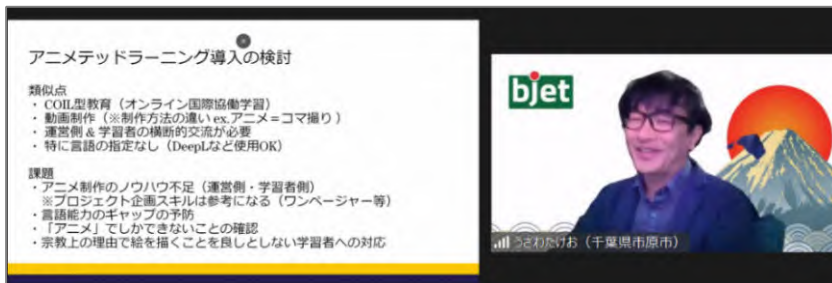 アニメテッドラーニング導入の検討
類似点
・ COIL型教育（オンライン国際協働学習）
・ 動画制作（※制作方法の違い ex.アニメ＝コマ撮り ）
・ 運営側 & 学習者の横断的交流が必要
・ 特に言語の指定なし（DeepLなど使用OK）
課題
・アニメ制作のノウハウ不足（運営側・学習者側）
※プロジェクト企画スキルは参考になる（ワンページャー等）
・言語能力のギャップの予防
・「アニメ」でしかできないことの確認
・宗教上の理由で絵を描くことを良しとしない学習者への対応
bjet
うさわたけお（千葉県市原市）